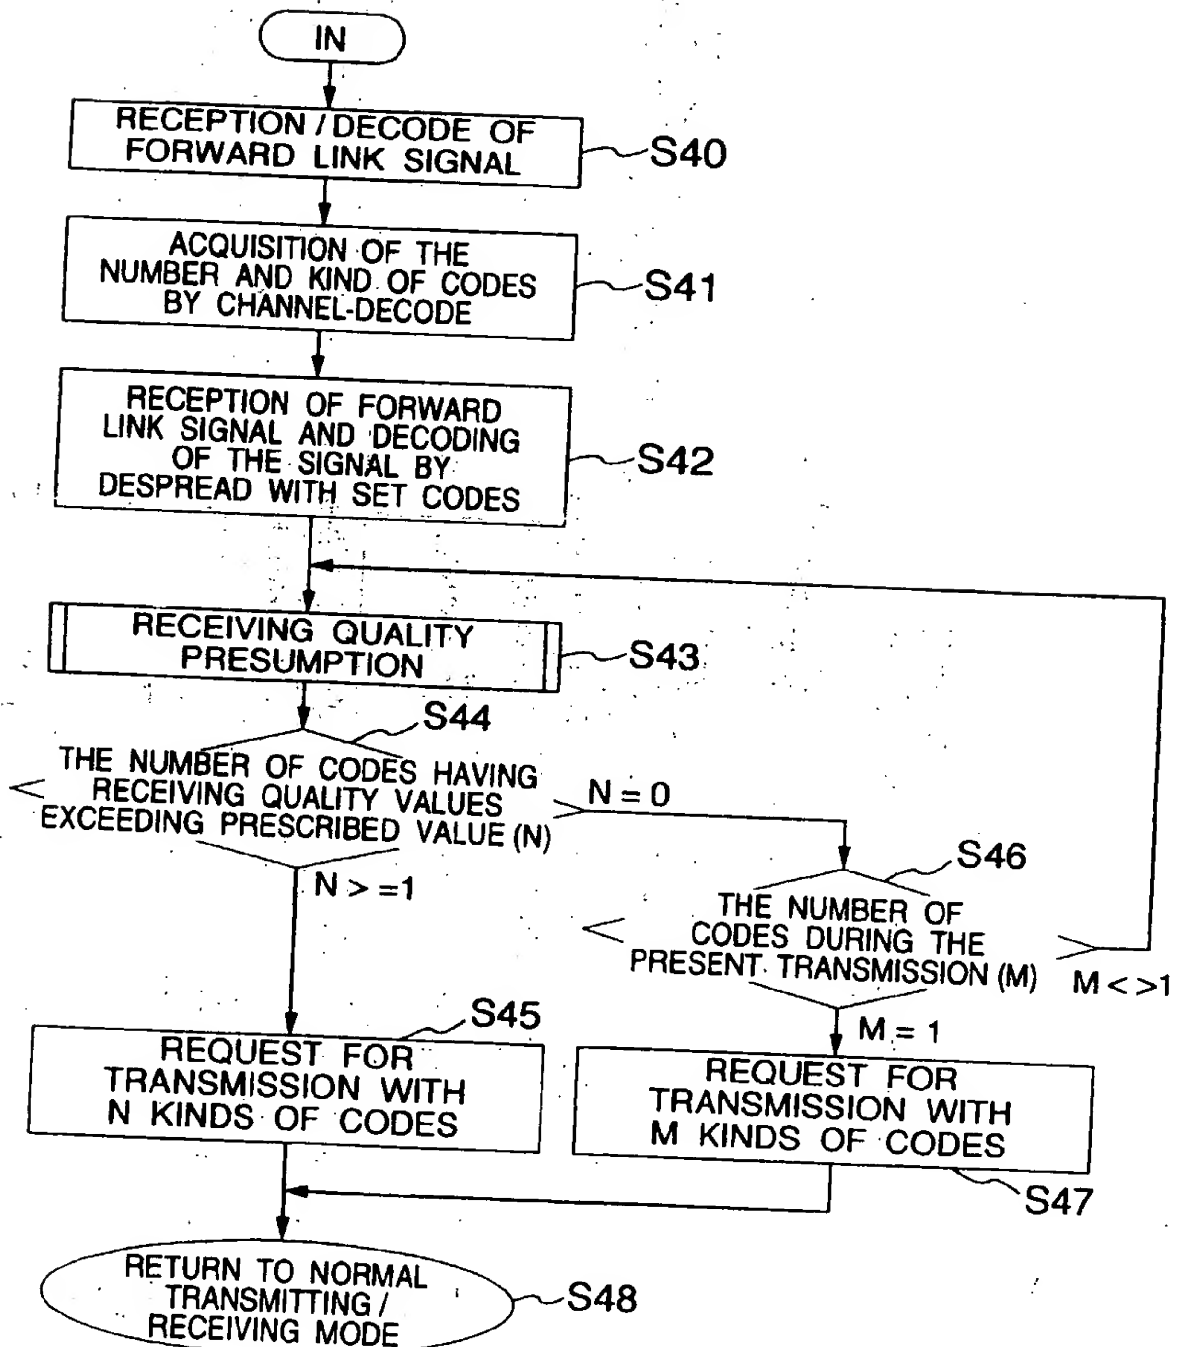 IN
RECEPTION / DECODE OF
FORWARD LINK SIGNAL
S40
ACQUISITION OF THE
NUMBER AND KIND OF CODES
BY CHANNEL-DECODE
S41
RECEPTION OF FORWARD
LINK SIGNAL AND DECODING
OF THE SIGNAL BY
DESPREAD WITH SET CODES
S42
RECEIVING QUALITY
PRESUMPTION
S43
S44
THE NUMBER OF CODES HAVING
RECEIVING QUALITY VALUES
EXCEEDING PRESCRIBED VALUE (N)
N = 0
N > =1
S46
THE NUMBER OF
CODES DURING THE
PRESENT TRANSMISSION (M)
M < >1
M = 1
S45
REQUEST FOR
TRANSMISSION WITH
N KINDS OF CODES
REQUEST FOR
TRANSMISSION WITH
M KINDS OF CODES
S47
RETURN TO NORMAL
TRANSMITTING /
RECEIVING MODE
S48